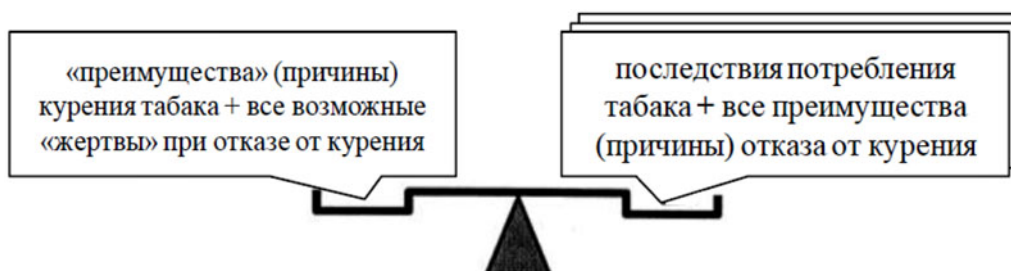 «преимущества» (причины)
курения табака + все возможные
«жертвы» при отказе от курения
последствия потребления
табака + все преимущества
(причины) отказа от курения